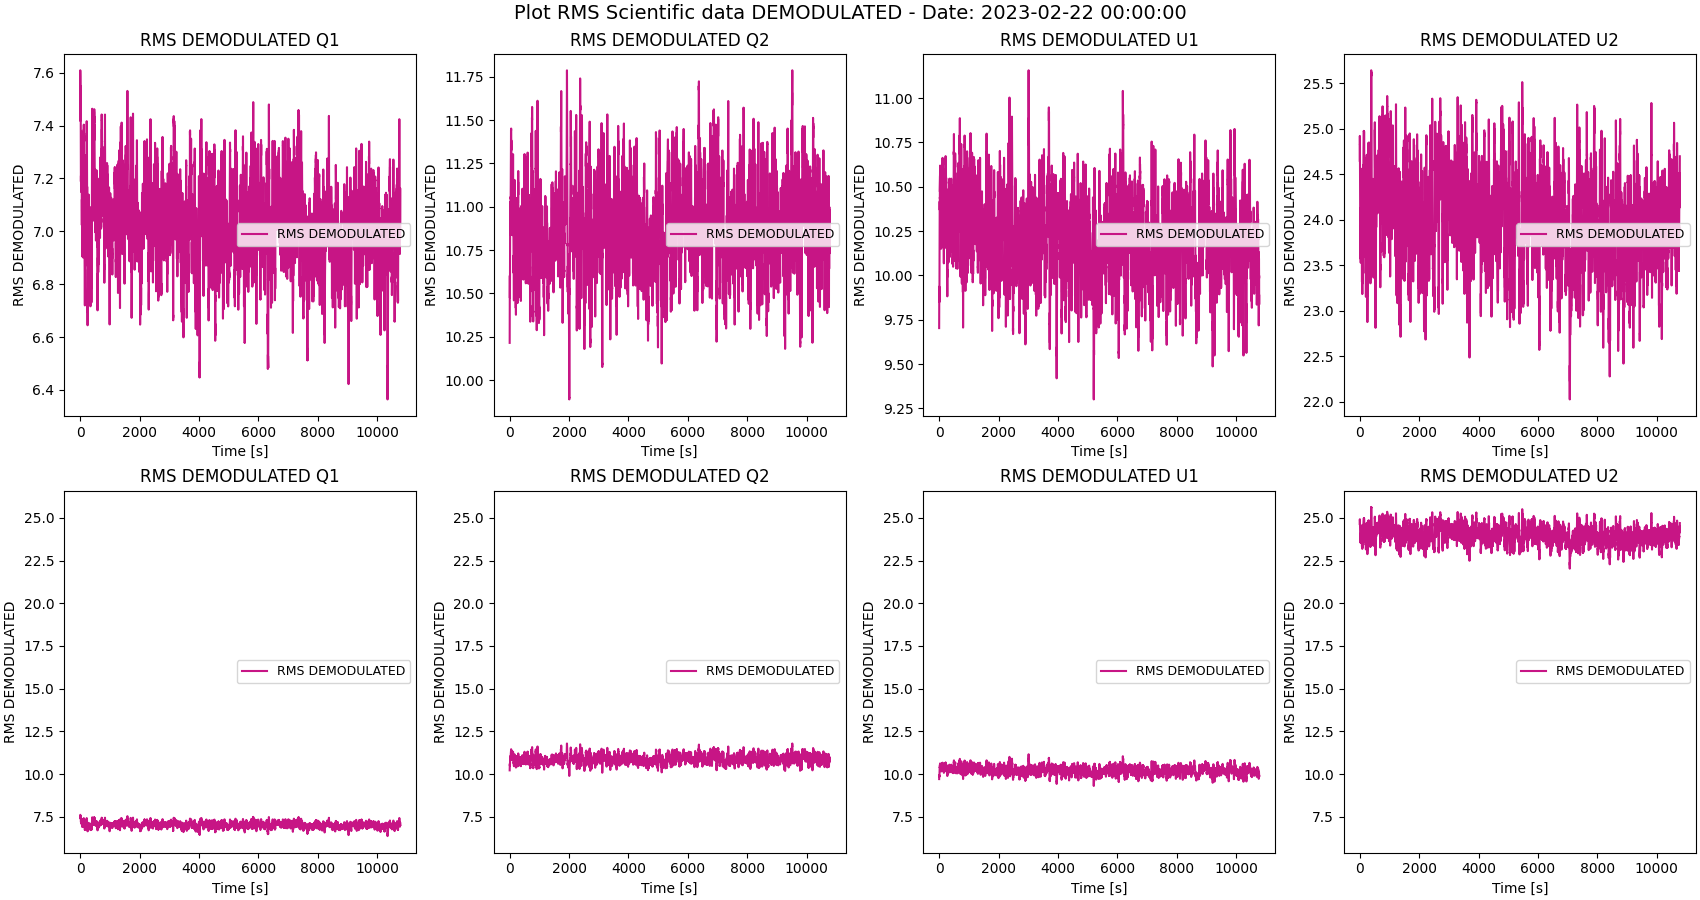 Plot RMS Scientific data DEMODULATED - Date: 2023-02-22 00:00:00
RMS DEMODULATED Q1
RMS DEMODULATED
7.6
7.4
7.2
7.0
6.8
6.6
6.4
RMS DEMODULATED
0 2000 4000 6000 8000 10000
Time [s]
RMS DEMODULATED Q2
RMS DEMODULATED
11.75
11.50
11.25
11.00
10.75
10.50
10.25
10.00
RMS DEMODULATED
0 2000 4000 6000 8000 10000
Time [s]
RMS DEMODULATED U1
RMS DEMODULATED
11.00
10.75
10.50
10.25
10.00
9.75
9.50
9.25
RMS DEMODULATED
0 2000 4000 6000 8000 10000
Time [s]
RMS DEMODULATED U2
RMS DEMODULATED
25.5
25.0
24.5
24.0
23.5
23.0
22.5
22.0
RMS DEMODULATED
0 2000 4000 6000 8000 10000
Time [s]
RMS DEMODULATED Q1
RMS DEMODULATED
25.0
22.5
20.0
17.5
15.0
12.5
10.0
7.5
RMS DEMODULATED
0 2000 4000 6000 8000 10000
Time [s]
RMS DEMODULATED Q2
RMS DEMODULATED
25.0
22.5
20.0
17.5
15.0
12.5
10.0
7.5
RMS DEMODULATED
0 2000 4000 6000 8000 10000
Time [s]
RMS DEMODULATED U1
RMS DEMODULATED
25.0
22.5
20.0
17.5
15.0
12.5
10.0
7.5
RMS DEMODULATED
0 2000 4000 6000 8000 10000
Time [s]
RMS DEMODULATED U2
RMS DEMODULATED
25.0
22.5
20.0
17.5
15.0
12.5
10.0
7.5
RMS DEMODULATED
0 2000 4000 6000 8000 10000
Time [s]